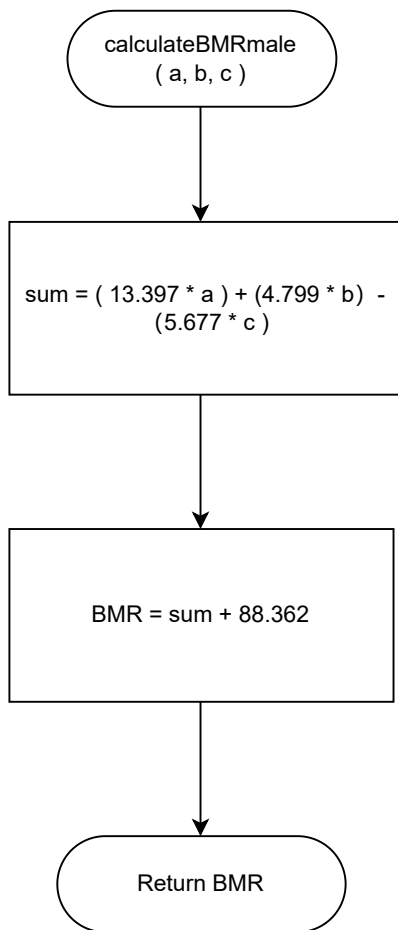 calculateBMRmale
( a, b, c )
sum = ( 13.397 * a ) + (4.799 * b)  -
(5.677 * c )
BMR = sum + 88.362
Return BMR